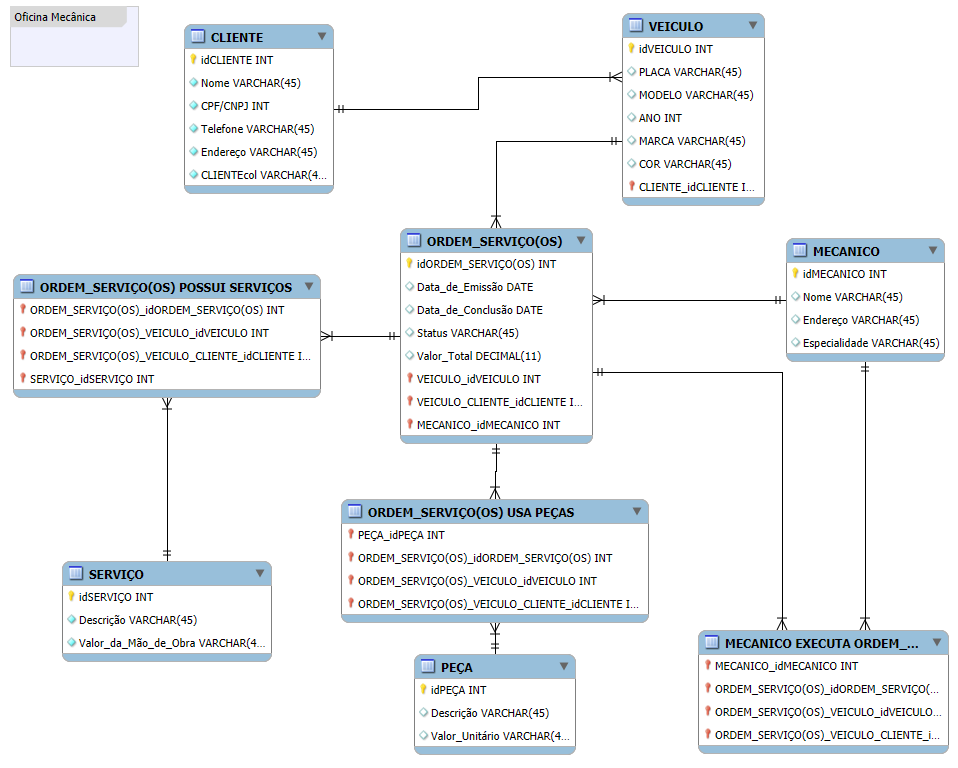 Oficina Mecânica
CLIENTE
idCLIENTE INT
Nome VARCHAR(45)
CPF/CNPJ INT
Telefone VARCHAR(45)
Endereço VARCHAR(45)
CLIENTEcol VARCHAR(4...
VEICULO
idVEICULO INT
PLACA VARCHAR(45)
MODELO VARCHAR(45)
ANO INT
MARCA VARCHAR(45)
COR VARCHAR(45)
CLIENTE_idCLIENTE I...
ORDEM_SERVIÇO(OS)
idORDEM_SERVIÇO(OS) INT
Data_de_Emissão DATE
Data_de_Conclusão DATE
Status VARCHAR(45)
Valor_Total DECIMAL(11)
VEICULO_idVEICULO INT
VEICULO_CLIENTE_idCLIENTE I...
MECANICO_idMECANICO INT
MECANICO
idMECANICO INT
Nome VARCHAR(45)
Endereço VARCHAR(45)
Especialidade VARCHAR(45)
ORDEM_SERVIÇO(OS) POSSUI SERVIÇOS
ORDEM_SERVIÇO(OS)_idORDEM_SERVIÇO(OS) INT
ORDEM_SERVIÇO(OS)_VEICULO_idVEICULO INT
ORDEM_SERVIÇO(OS)_VEICULO_CLIENTE_idCLIENTE I...
SERVIÇO_idSERVIÇO INT
ORDEM_SERVIÇO(OS) USA PEÇAS
PEÇA_idPEÇA INT
ORDEM_SERVIÇO(OS)_idORDEM_SERVIÇO(OS) INT
ORDEM_SERVIÇO(OS)_VEICULO_idVEICULO INT
ORDEM_SERVIÇO(OS)_VEICULO_CLIENTE_idCLIENTE I...
SERVIÇO
idSERVIÇO INT
Descrição VARCHAR(45)
Valor_da_Mão_de_Obra VARCHAR(4...
PEÇA
idPEÇA INT
Descrição VARCHAR(45)
Valor_Unitário VARCHAR(4...
MECANICO EXECUTA ORDEM_...
MECANICO_idMECANICO INT
ORDEM_SERVIÇO(OS)_idORDEM_SERVIÇO(...
ORDEM_SERVIÇO(OS)_VEICULO_idVEICULO...
ORDEM_SERVIÇO(OS)_VEICULO_CLIENTE_i...